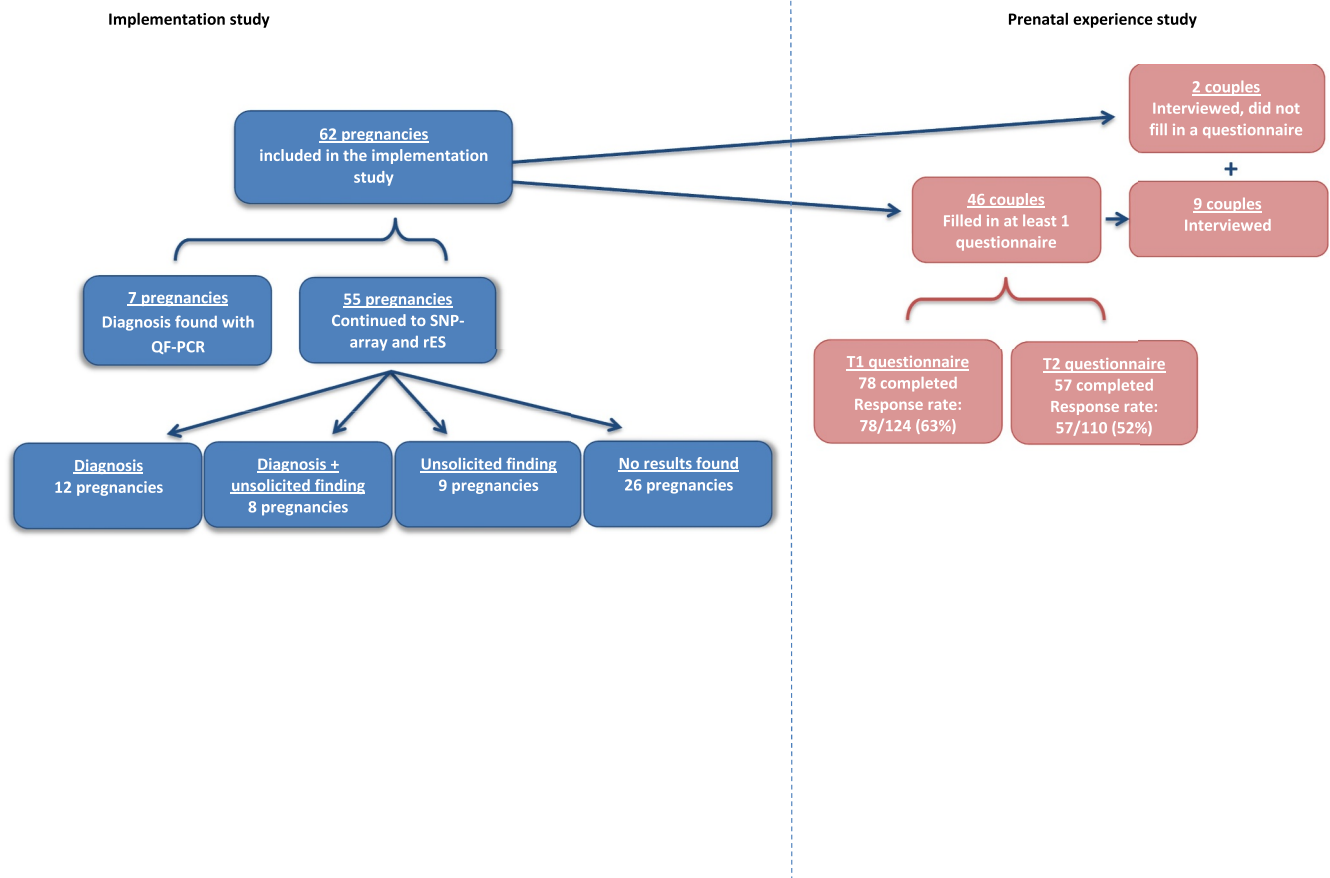 Implementation study
Prenatal experience study
62 pregnancies
included in the implementation
study
7 pregnancies
Diagnosis found with
QF-PCR
55 pregnancies
Continued to SNP-
array and rES
Diagnosis
12 pregnancies
Diagnosis +
unsolicited finding
8 pregnancies
Unsolicited finding
9 pregnancies
No results found
26 pregnancies
2 couples
Interviewed, did not
fill in a questionnaire
+
46 couples
Filled in at least 1
questionnaire
9 couples
Interviewed
T1 questionnaire
78 completed
Response rate:
78/124 (63%)
T2 questionnaire
57 completed
Response rate:
57/110 (52%)